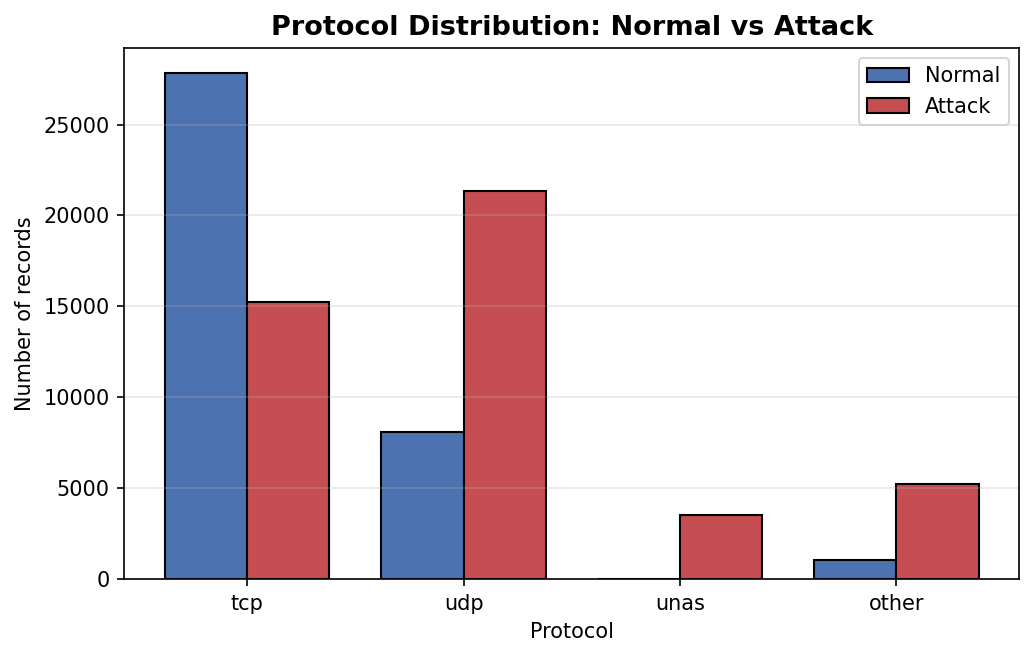 Protocol Distribution: Normal vs Attack
Normal
Attack
Number of records
25000
20000
15000
10000
5000
0
tcp
udp
unas
other
Protocol